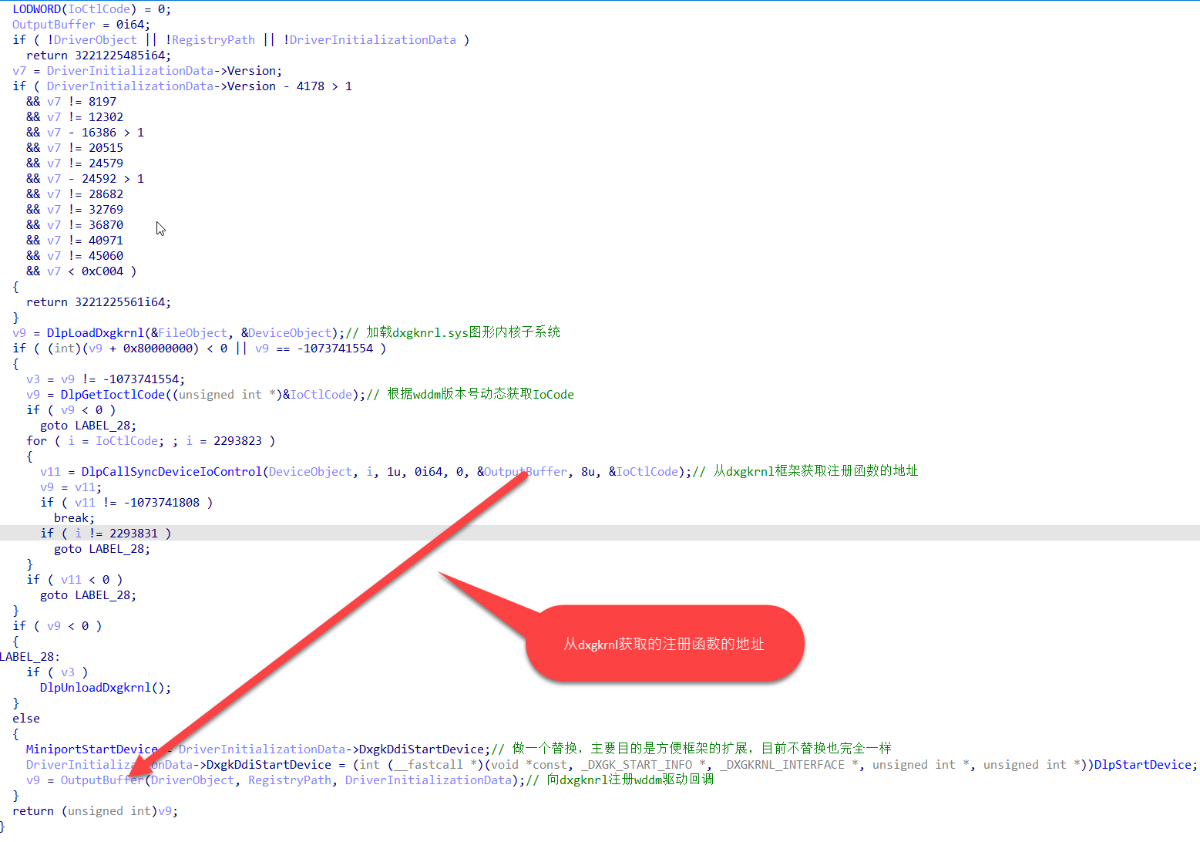 LODWORD(IoCtlCode) = 0;
OutputBuffer = 0i64;
if ( !DriverObject || !RegistryPath || !DriverInitializationData )
return 3221225485i64;
v7 = DriverInitializationData->Version;
if ( DriverInitializationData->Version - 4178 > 1
&& v7 != 8197
&& v7 != 12302
&& v7 - 16386 > 1
&& v7 != 20515
&& v7 != 24579
&& v7 - 24592 > 1
&& v7 != 28682
&& v7 != 32769
&& v7 != 36870
&& v7 != 40971
&& v7 != 45060
&& v7 < 0xC004 )
{
return 3221225561i64;
}
v9 = DlpLoadDxgkrnl(&FileObject, &DeviceObject);// 加载dxgknrl.sys图形内核子系统
if ( (int)(v9 + 0x80000000) < 0 || v9 == -1073741554 )
{
v3 = v9 != -1073741554;
v9 = DlpGetIoctlCode((unsigned int *)&IoCtlCode);// 根据wddm版本号动态获取IoCode
if ( v9 < 0 )
goto LABEL_28;
for ( i = IoCtlCode; ; i = 2293823 )
{
v11 = DlpCallSyncDeviceIoControl(DeviceObject, i, 1u, 0i64, 0, &OutputBuffer, 8u, &IoCtlCode);// 从dxgkrnl框架获取注册函数的地址
v9 = v11;
if ( v11 != -1073741808 )
break;
if ( i != 2293831 )
goto LABEL_28;
}
if ( v11 < 0 )
goto LABEL_28;
}
if ( v9 < 0 )
{
LABEL_28:
if ( v3 )
DlpUnloadDxgkrnl();
}
else
{
MiniportStartDevice = DriverInitializationData->DxgkDdiStartDevice;// 做一个替换，主要目的是方便框架的扩展，目前不替换也完全一样
DriverInitializationData->DxgkDdiStartDevice = (int (__fastcall *)(void *const, _DXGK_START_INFO *, _DXGKRNL_INTERFACE *, unsigned int *, unsigned int *))DlpStartDevice;
v9 = OutputBuffer(DriverObject, RegistryPath, DriverInitializationData);// 向dxgknrl注册wddm驱动回调
}
return (unsigned int)v9;
}
从dxgkrnl获取的注册函数的地址